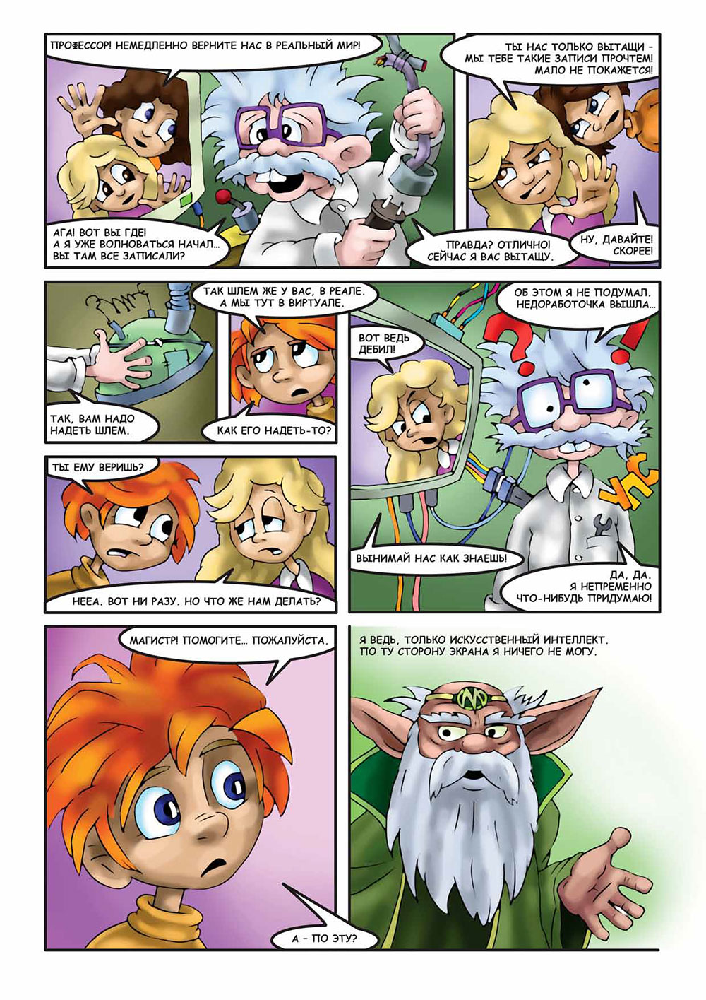 ПРОФЕССОР! НЕМЕДЛЕННО ВЕРНИТЕ НАС В РЕАЛЬНЫЙ МИР!
АГА! ВОТ ВЫ ГДЕ!
А Я УЖЕ ВОЛНОВАТЬСЯ НАЧАЛ...
ВЫ ТАМ ВСЕ ЗАПИСАЛИ?
ТЫ НАС ТОЛЬКО ВЫТАЩИ –
МЫ ТЕБЕ ТАКИЕ ЗАПИСИ ПРОЧТЕМ!
МАЛО НЕ ПОКАЖЕТСЯ!
ПРАВДА? ОТЛИЧНО!
СЕЙЧАС Я ВАС ВЫТАЩУ.
НУ, ДАВАЙТЕ!
СКОРЕЕ!
ТАК, ВАМ НАДО
НАДЕТЬ ШЛЕМ.
ТАК ШЛЕМ ЖЕ У ВАС, В РЕАЛЕ.
А МЫ ТУТ В ВИРТУАЛЕ.
КАК ЕГО НАДЕТЬ-ТО?
ОБ ЭТОМ Я НЕ ПОДУМАЛ.
НЕДОРАБОТОЧКА ВЫШЛА...
ВОТ ВЕДЬ
ДЕБИЛ!
? !
УПС
ВЫНИМАЙ НАС КАК ЗНАЕШЬ!
ДА, ДА.
Я НЕПРЕМЕННО
ЧТО-НИБУДЬ ПРИДУМАЮ!
ТЫ ЕМУ ВЕРИШЬ?
НЕЕА. ВОТ НИ РАЗУ. НО ЧТО ЖЕ НАМ ДЕЛАТЬ?
МАГИСТР! ПОМОГИТЕ... ПОЖАЛУЙСТА.
Я ВЕДЬ, ТОЛЬКО ИСКУССТВЕННЫЙ ИНТЕЛЛЕКТ.
ПО ТУ СТОРОНУ ЭКРАНА Я НИЧЕГО НЕ МОГУ.
М
А – ПО ЭТУ?